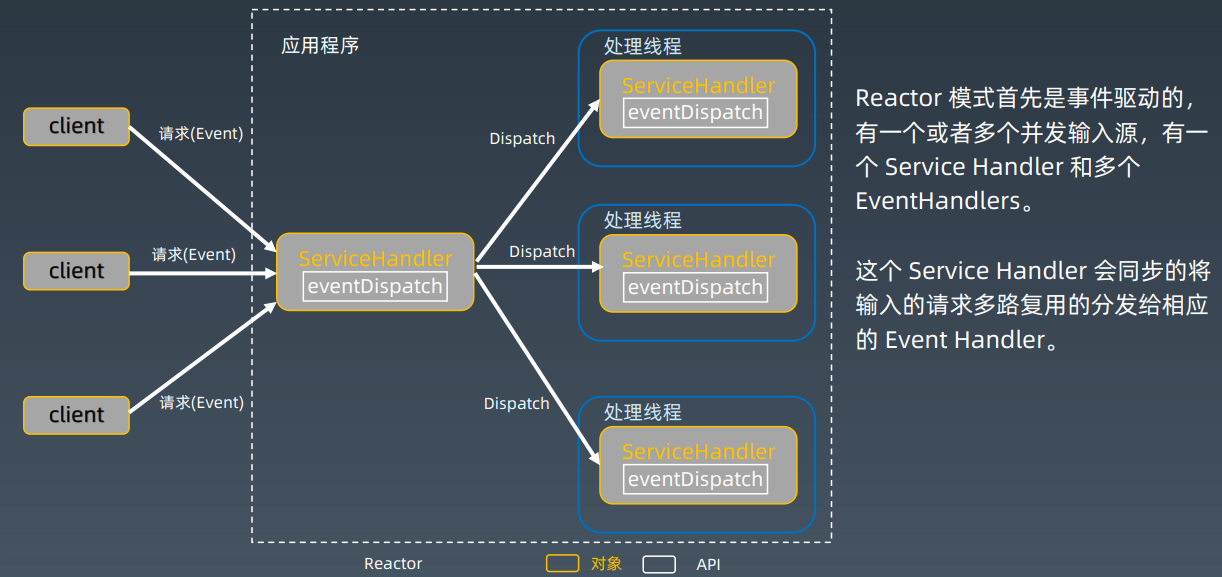 应用程序
client
请求(Event)
client
请求(Event)
client
请求(Event)
ServiceHandler
eventDispatch
Dispatch
Dispatch
Dispatch
处理线程
ServiceHandler
eventDispatch
处理线程
ServiceHandler
eventDispatch
处理线程
ServiceHandler
eventDispatch
Reactor 模式首先是事件驱动的，
有一个或者多个并发输入源，有一
个 Service Handler 和多个
EventHandlers。
这个 Service Handler 会同步的将
输入的请求多路复用的分发给相应
的 Event Handler。
Reactor
对象
API